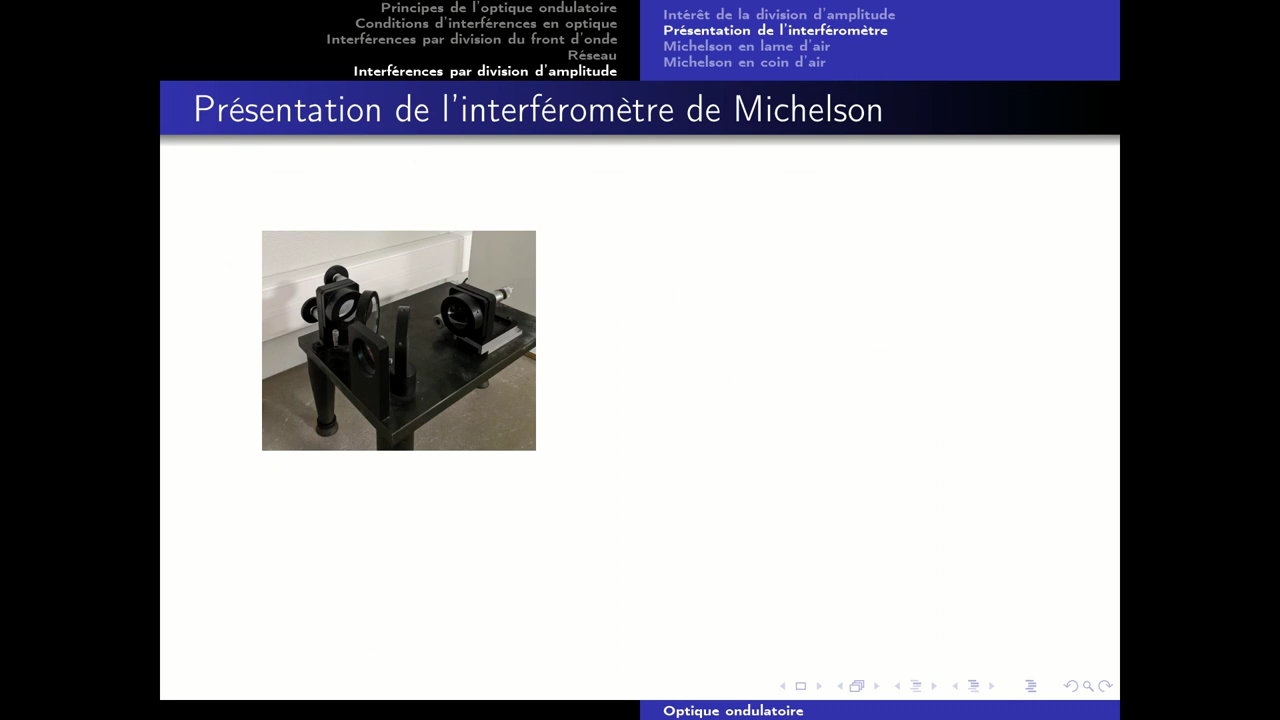 Principes de l'optique ondulatoire
Conditions d'interférences en optique
Interférences par division du front d'onde
Réseau
Interférences par division d'amplitude
Intérêt de la division d'amplitude
Présentation de l'interféromètre
Michelson en lame d'air
Michelson en coin d'air
Présentation de l'interféromètre de Michelson
Optique ondulatoire